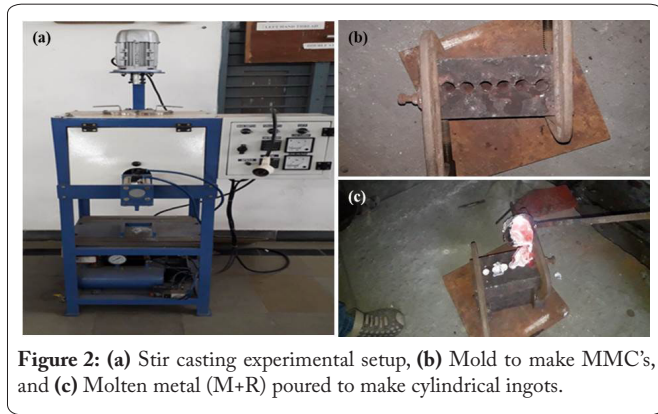 (a)
(b)
(c)
Figure 2: (a) Stir casting experimental setup, (b) Mold to make MMC's,
and (c) Molten metal (M+R) poured to make cylindrical ingots.